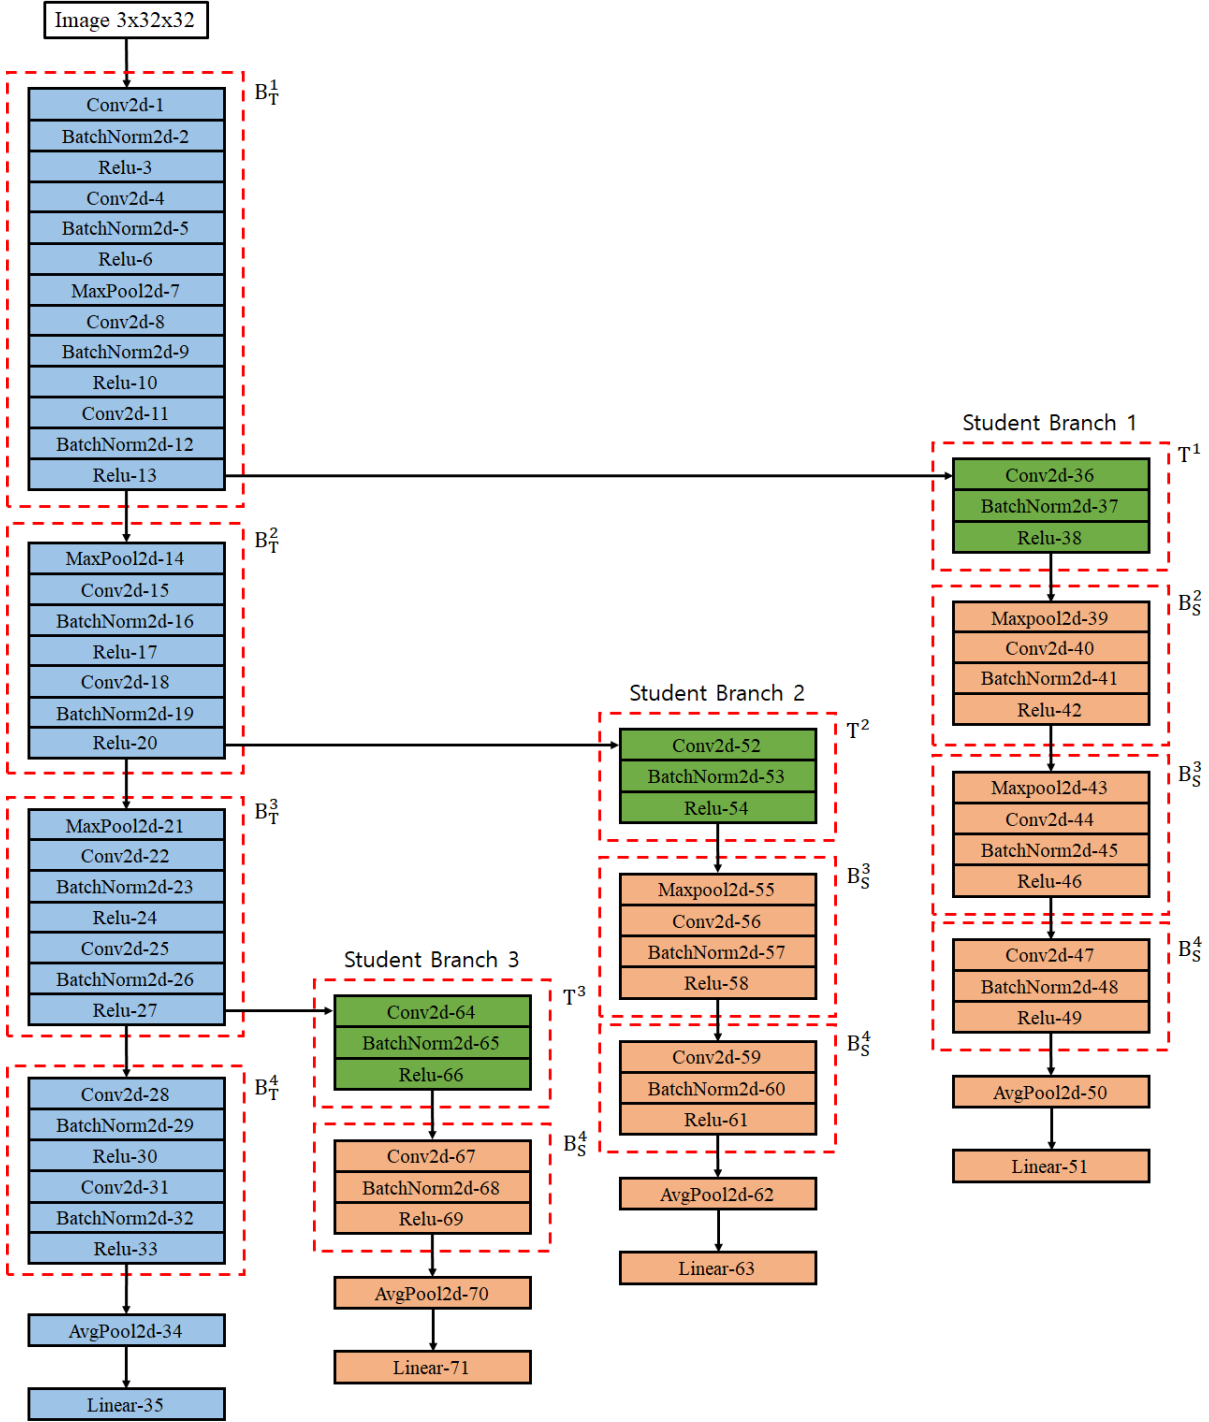 Image 3x32x32
B_T^1
Conv2d-1
BatchNorm2d-2
Relu-3
Conv2d-4
BatchNorm2d-5
Relu-6
MaxPool2d-7
Conv2d-8
BatchNorm2d-9
Relu-10
Conv2d-11
BatchNorm2d-12
Relu-13
B_T^2
MaxPool2d-14
Conv2d-15
BatchNorm2d-16
Relu-17
Conv2d-18
BatchNorm2d-19
Relu-20
B_T^3
MaxPool2d-21
Conv2d-22
BatchNorm2d-23
Relu-24
Conv2d-25
BatchNorm2d-26
Relu-27
B_T^4
Conv2d-28
BatchNorm2d-29
Relu-30
Conv2d-31
BatchNorm2d-32
Relu-33
AvgPool2d-34
Linear-35
Student Branch 3
T^3
Conv2d-64
BatchNorm2d-65
Relu-66
B_S^4
Conv2d-67
BatchNorm2d-68
Relu-69
AvgPool2d-70
Linear-71
Student Branch 2
T^2
Conv2d-52
BatchNorm2d-53
Relu-54
B_S^3
Maxpool2d-55
Conv2d-56
BatchNorm2d-57
Relu-58
B_S^4
Conv2d-59
BatchNorm2d-60
Relu-61
AvgPool2d-62
Linear-63
Student Branch 1
T^1
Conv2d-36
BatchNorm2d-37
Relu-38
B_S^2
Maxpool2d-39
Conv2d-40
BatchNorm2d-41
Relu-42
B_S^3
Maxpool2d-43
Conv2d-44
BatchNorm2d-45
Relu-46
B_S^4
Conv2d-47
BatchNorm2d-48
Relu-49
AvgPool2d-50
Linear-51